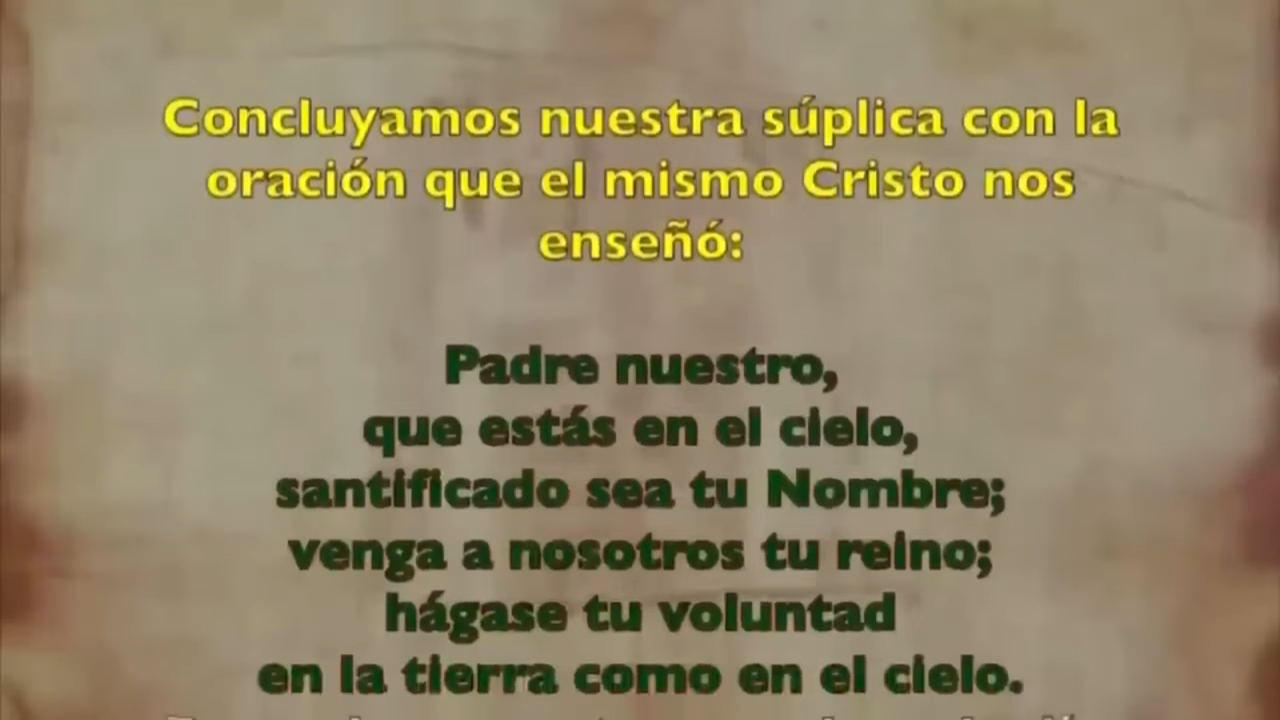 Concluyamos nuestra súplica con la
oración que el mismo Cristo nos
enseñó:
Padre nuestro,
que estás en el cielo,
santificado sea tu Nombre;
venga a nosotros tu reino;
hágase tu voluntad
en la tierra como en el cielo.